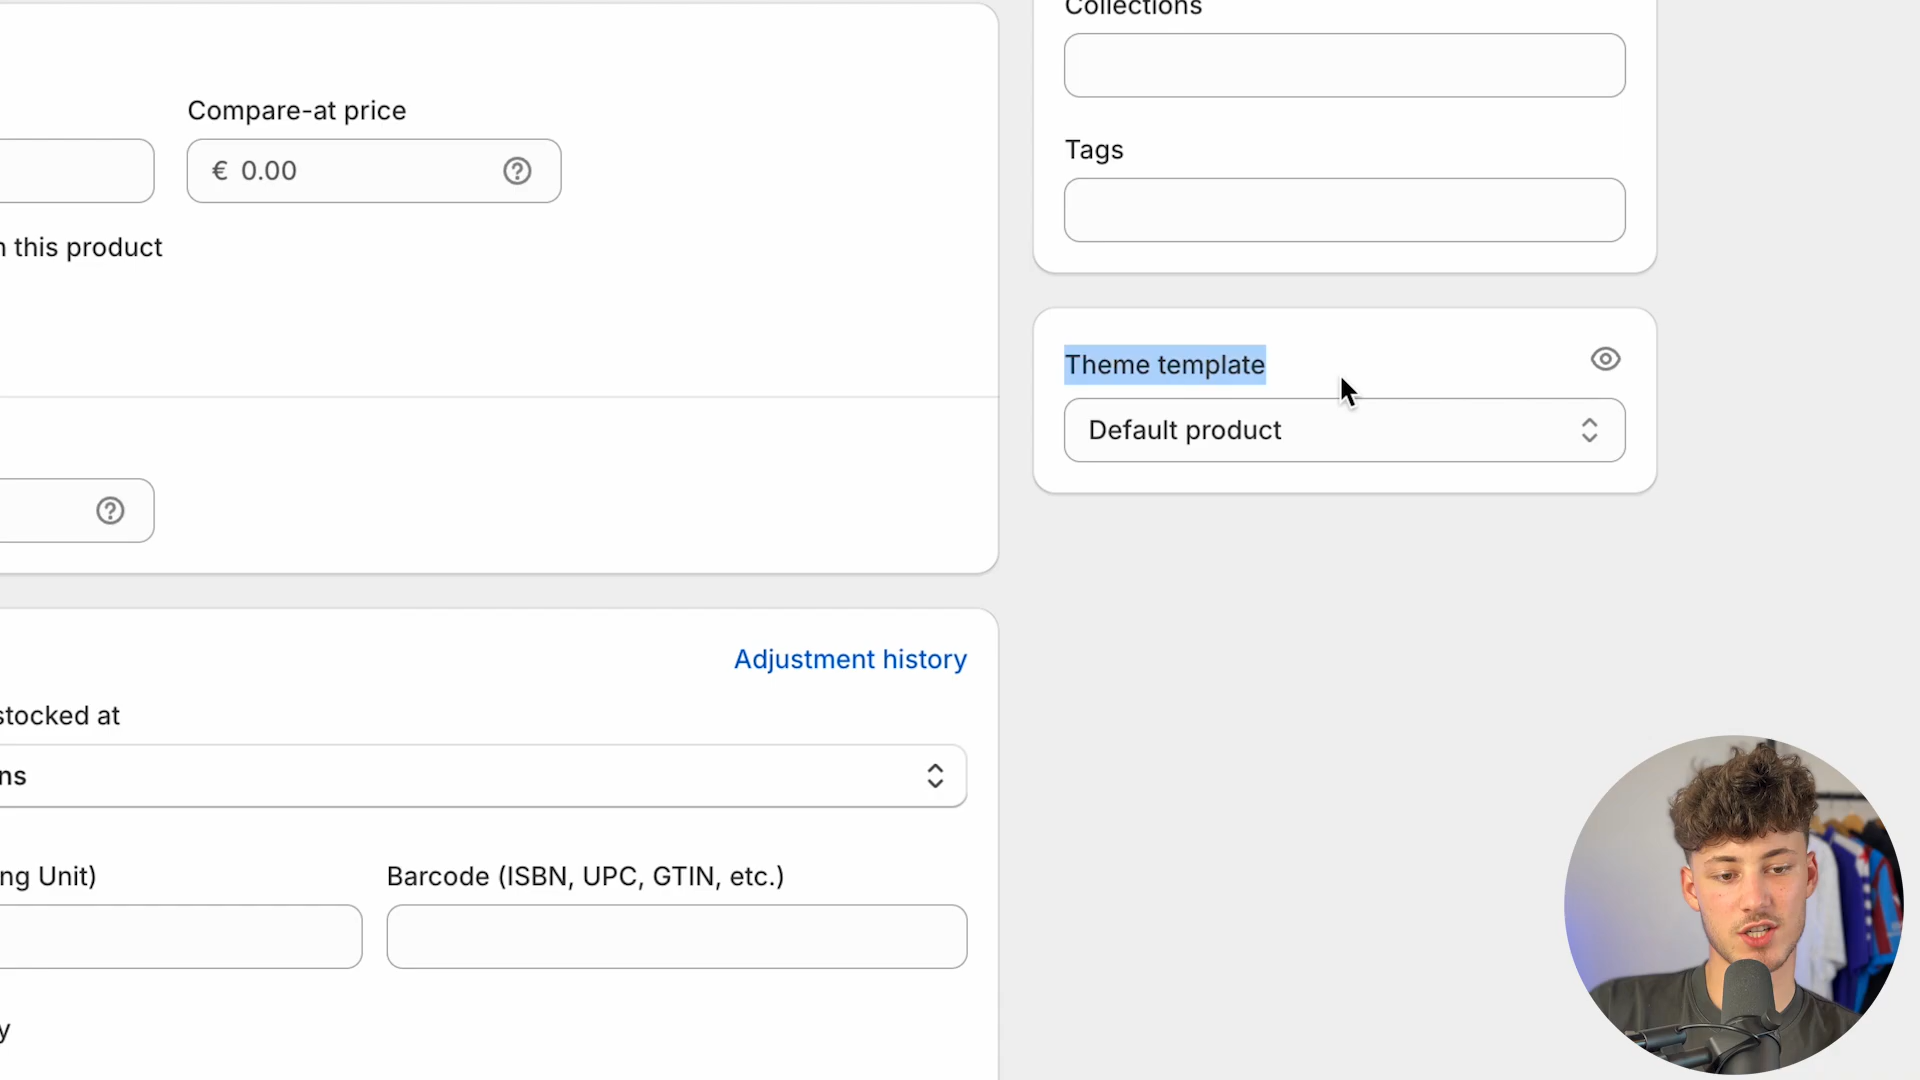 Collections
Compare-at price
Tags
€ 0.00
this product
Theme template
Default product
Adjustment history
stocked at
ns
ng Unit)
Barcode (ISBN, UPC, GTIN, etc.)
y